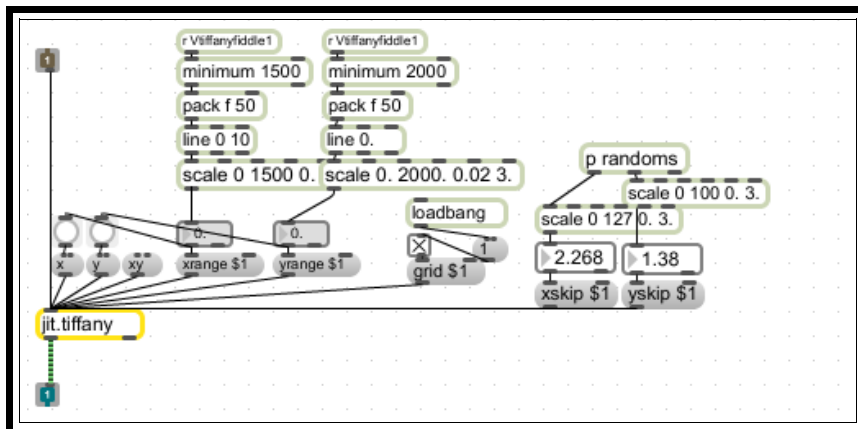 r Vtiffanyfiddle1 r Vtiffanyfiddle1
1
minimum 1500 minimum 2000
pack f 50 pack f 50
line 0 10 line 0.
p randoms
scale 0 1500 0. scale 0. 2000. 0.02 3.
scale 0 100 0. 3.
loadbang
scale 0 127 0. 3.
0. 0.
1
2.268 1.38
x y xy xrange $1 yrange $1
grid $1
xskip $1 yskip $1
jit.tiffany
1